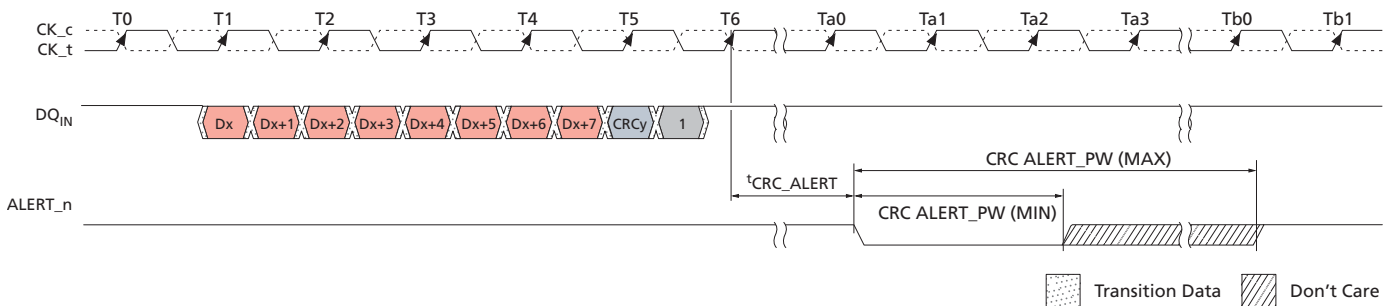 T0 T1 T2 T3 T4 T5 T6 Ta0 Ta1 Ta2 Ta3 Tb0 Tb1
CK_c
CK_t
DQIN
Dx Dx+1 Dx+2 Dx+3 Dx+4 Dx+5 Dx+6 Dx+7 CRCy 1
CRC ALERT_PW (MAX)
tCRC_ALERT
CRC ALERT_PW (MIN)
ALERT_n
Transition Data Don't Care